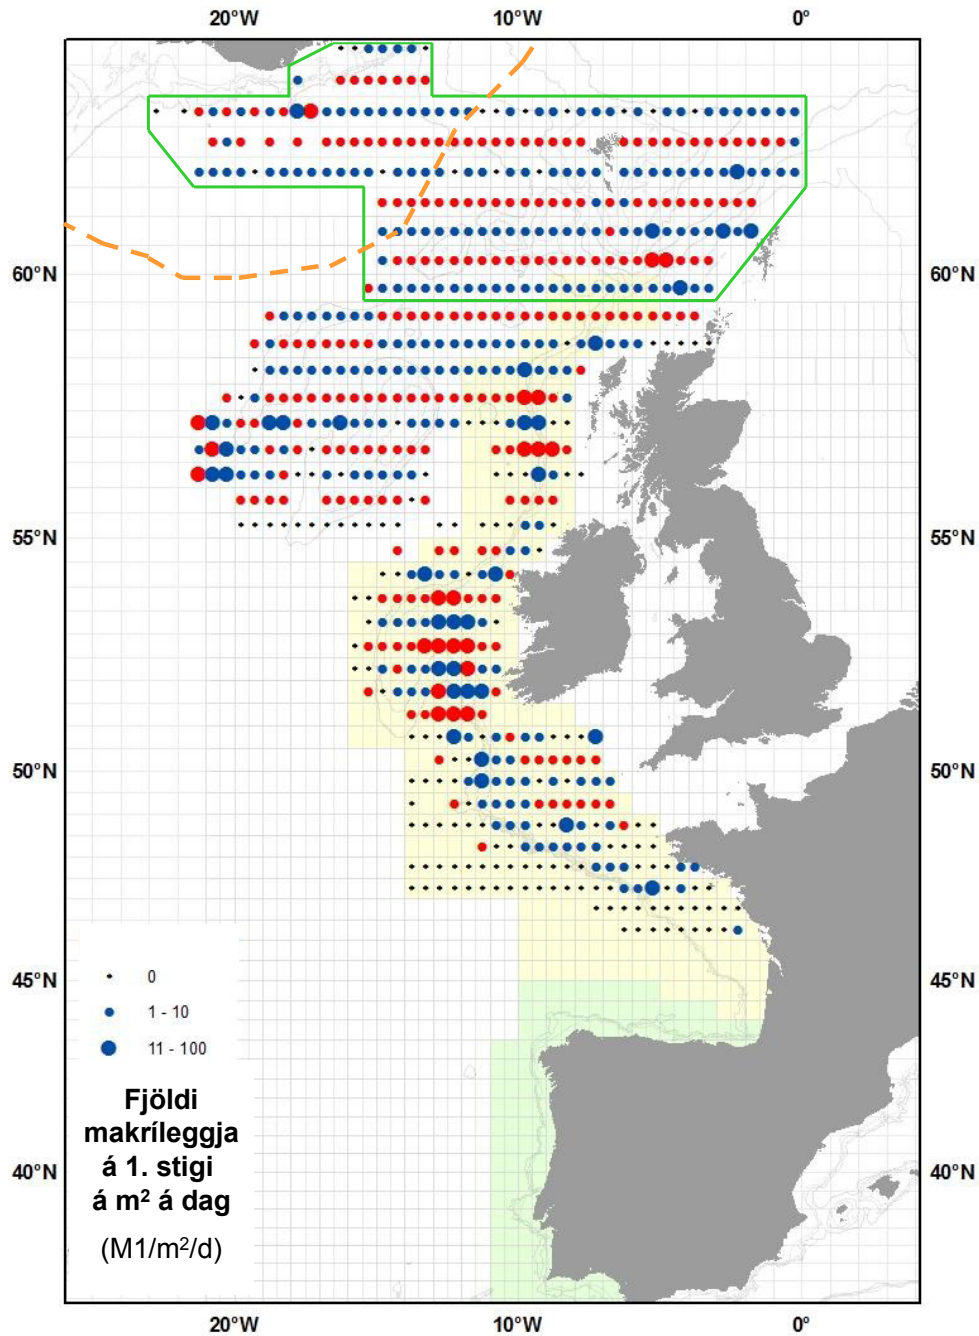 20°W 10°W 0°
60°N 60°N
55°N 55°N
50°N 50°N
45°N 45°N
0
1 - 10
11 - 100
Fjöldi
makríleggja
á 1. stigi
á m² á dag
(M1/m²/d)
40°N 40°N
20°W 10°W 0°